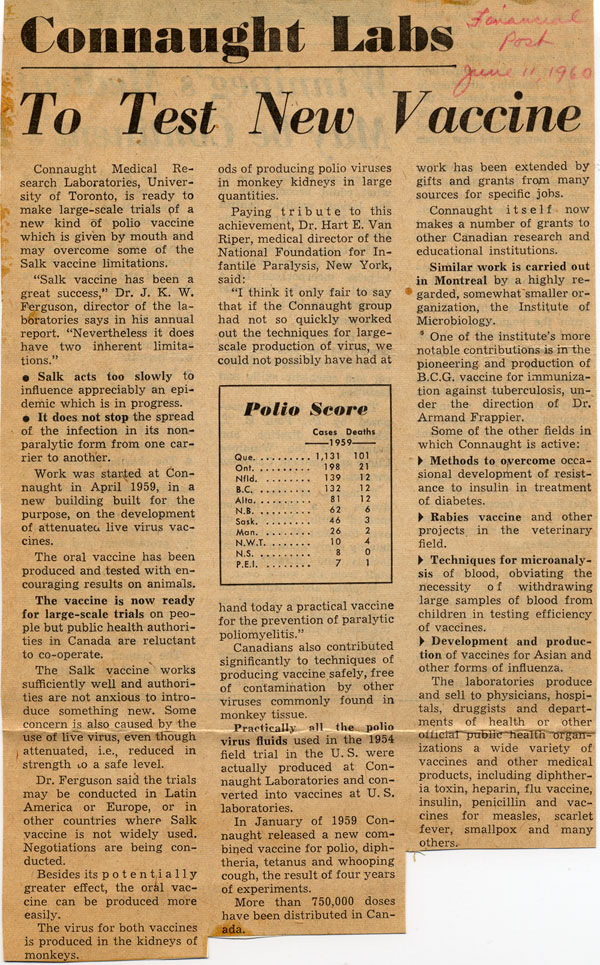 Connaught Labs
Financial
Post
June 11, 1960
To Test New Vaccine
Connaught Medical Re-
search Laboratories, Univer-
sity of Toronto, is ready to
make large-scale trials of a
new kind of polio vaccine
which is given by mouth and
may overcome some of the
Salk vaccine limitations.
"Salk vaccine has been a
great success," Dr. J. K. W.
Ferguson, director of the la-
boratories says in his annual
report. "Nevertheless it does
have two inherent limita-
tions."
● Salk acts too slowly to
influence appreciably an epi-
demic which is in progress.
● It does not stop the spread
of the infection in its non-
paralytic form from one car-
rier to another.
Work was started at Con-
naught in April 1959, in a
new building built for the
purpose, on the development
of attenuated live virus vac-
cines.
The oral vaccine has been
produced and tested with en-
couraging results on animals.
The vaccine is now ready
for large-scale trials on peo-
ple but public health authori-
ties in Canada are reluctant
to co-operate.
The Salk vaccine works
sufficiently well and authori-
ties are not anxious to intro-
duce something new. Some
concern is also caused by the
use of live virus, even though
attenuated, i.e., reduced in
strength to a safe level.
Dr. Ferguson said the trials
may be conducted in Latin
America or Europe, or in
other countries where Salk
vaccine is not widely used.
Negotiations are being con-
ducted.
Besides its potentially
greater effect, the oral vac-
cine can be produced more
easily.
The virus for both vaccines
is produced in the kidneys of
monkeys.
ods of producing polio viruses
in monkey kidneys in large
quantities.
Paying tribute to this
achievement, Dr. Hart E. Van
Riper, medical director of the
National Foundation for In-
fantile Paralysis, New York,
said:
"I think it only fair to say
that if the Connaught group
had not so quickly worked
out the techniques for large-
scale production of virus, we
could not possibly have had at
Polio Score
Cases Deaths
—1959—
Que. . . . . . . . . . 1,131 101
Ont. . . . . . . . . . 198 21
Nfld. . . . . . . . . . 139 12
B.C. . . . . . . . . . 132 12
Alta. . . . . . . . . . 81 12
N.B. . . . . . . . . . 62 6
Sask. . . . . . . . . . 46 3
Man. . . . . . . . . . 26 2
N.W.T. . . . . . . . . 10 4
N.S. . . . . . . . . . 8 0
P.E.I. . . . . . . . . 7 1
hand today a practical vaccine
for the prevention of paralytic
poliomyelitis."
Canadians also contributed
significantly to techniques of
producing vaccine safely, free
of contamination by other
viruses commonly found in
monkey tissue.
Practically all the polio
virus fluids used in the 1954
field trial in the U. S. were
actually produced at Con-
naught Laboratories and con-
verted into vaccines at U. S.
laboratories.
In January of 1959 Con-
naught released a new com-
bined vaccine for polio, diph-
theria, tetanus and whooping
cough, the result of four years
of experiments.
More than 750,000 doses
have been distributed in Can-
ada.
work has been extended by
gifts and grants from many
sources for specific jobs.
Connaught itself now
makes a number of grants to
other Canadian research and
educational institutions.
Similar work is carried out
in Montreal by a highly re-
garded, somewhat smaller or-
ganization, the Institute of
Microbiology.
One of the institute's more
notable contributions is in the
pioneering and production of
B.C.G. vaccine for immuniza-
tion against tuberculosis, un-
der the direction of Dr.
Armand Frappier.
Some of the other fields in
which Connaught is active:
▶ Methods to overcome occa-
sional development of resist-
ance to insulin in treatment
of diabetes.
▶ Rabies vaccine and other
projects in the veterinary
field.
▶ Techniques for microanaly-
sis of blood, obviating the
necessity of withdrawing
large samples of blood from
children in testing efficiency
of vaccines.
▶ Development and produc-
tion of vaccines for Asian and
other forms of influenza.
The laboratories produce
and sell to physicians, hospi-
tals, druggists and depart-
ments of health or other
official public health organ-
izations a wide variety of
vaccines and other medical
products, including diphther-
ia toxin, heparin, flu vaccine,
insulin, penicillin and vac-
cines for measles, scarlet
fever, smallpox and many
others.